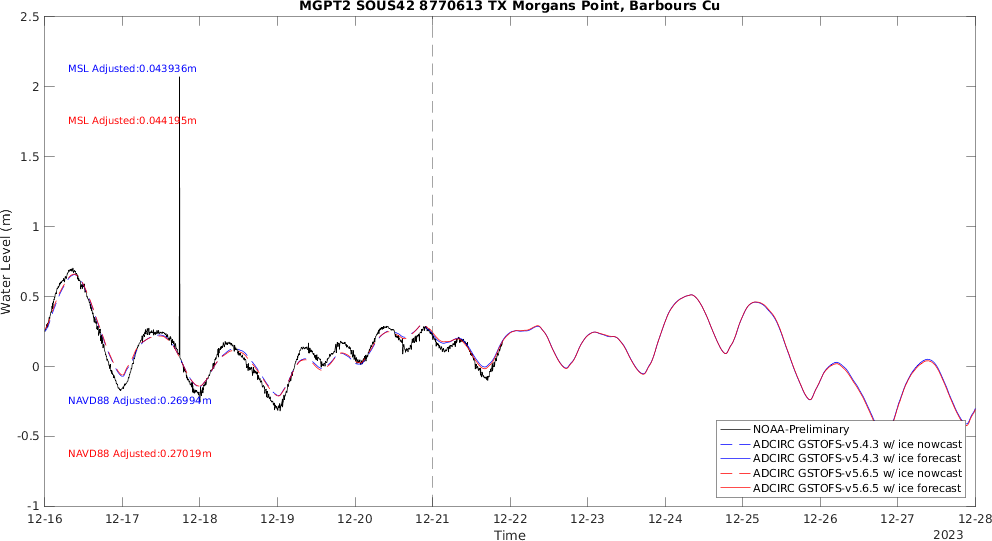 MGPT2 SOUS42 8770613 TX Morgans Point, Barbours Cu
2.5
2
1.5
1
0.5
0
-0.5
-1
Water Level (m)
MSL Adjusted:0.043936m
MSL Adjusted:0.044195m
NAVD88 Adjusted:0.26994m
NAVD88 Adjusted:0.27019m
NOAA-Preliminary
ADCIRC GSTOFS-v5.4.3 w/ ice nowcast
ADCIRC GSTOFS-v5.4.3 w/ ice forecast
ADCIRC GSTOFS-v5.6.5 w/ ice nowcast
ADCIRC GSTOFS-v5.6.5 w/ ice forecast
12-16 12-17 12-18 12-19 12-20 12-21 12-22 12-23 12-24 12-25 12-26 12-27 12-28
Time
2023